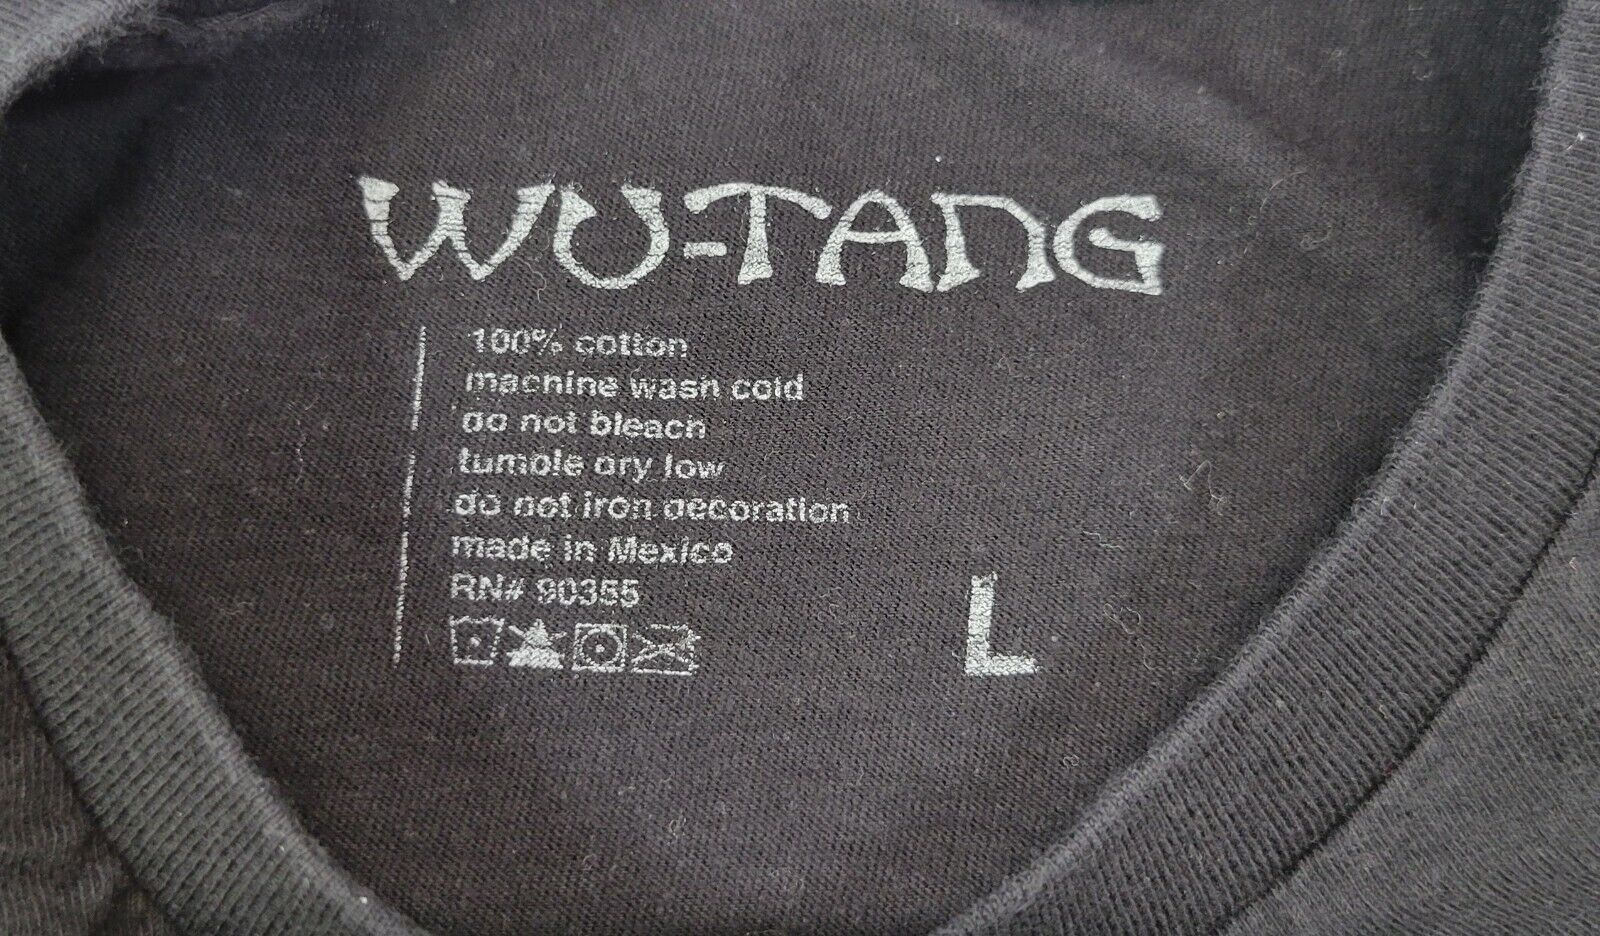 WU-TANG
100% cotton
machine wash cold
do not bleach
tumble dry low
do not iron decoration
made in Mexico
RN# 90355
L